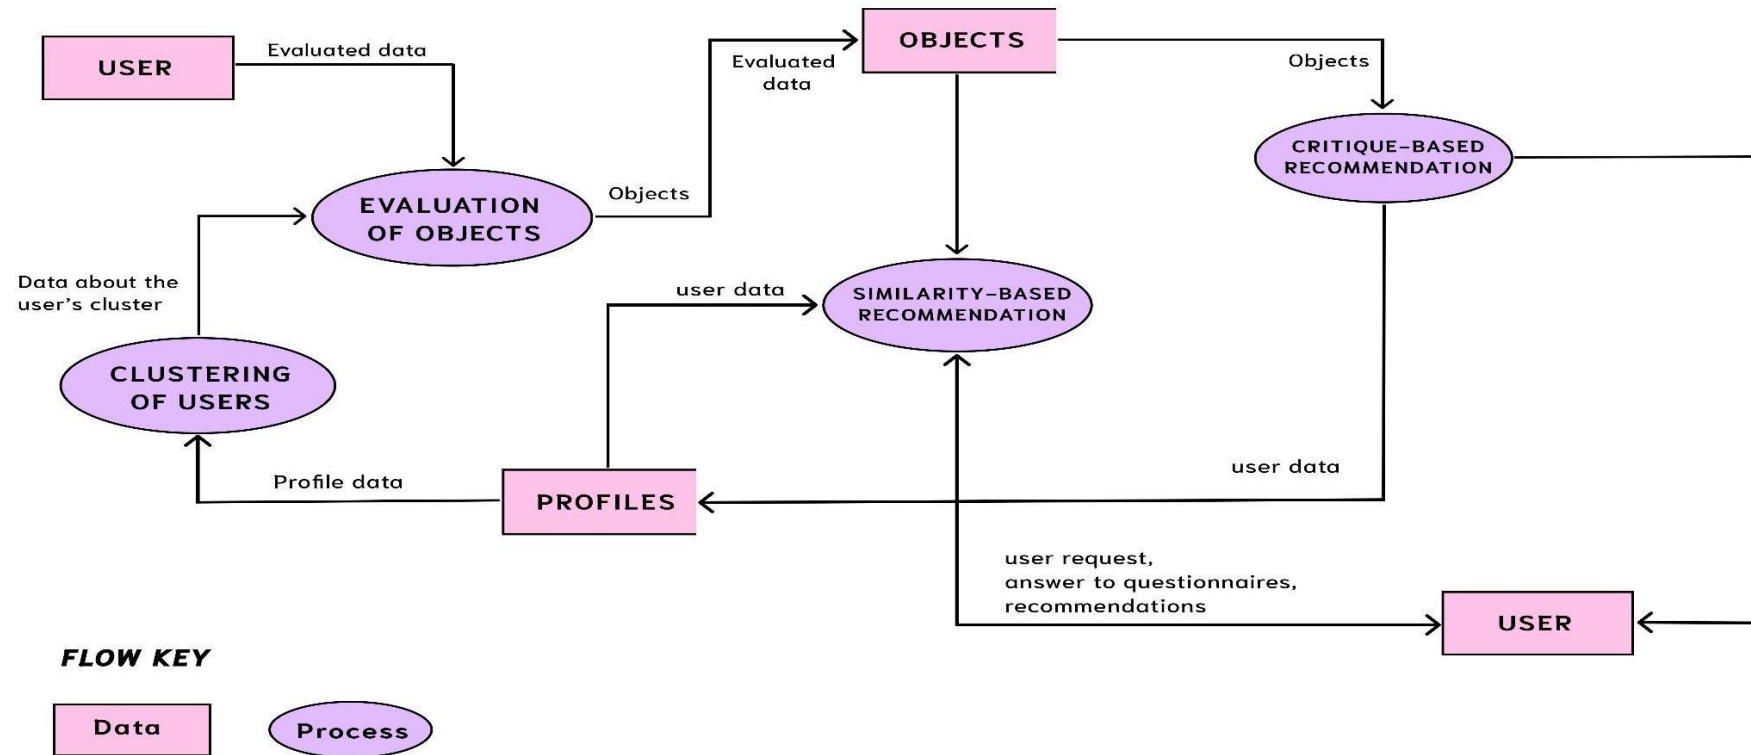 USER
Evaluated data
EVALUATION
OF OBJECTS
Objects
Evaluated
data
OBJECTS
Objects
CRITIQUE-BASED
RECOMMENDATION
Data about the
user's cluster
CLUSTERING
OF USERS
user data
SIMILARITY-BASED
RECOMMENDATION
Profile data
PROFILES
user data
user request,
answer to questionnaires,
recommendations
USER
FLOW KEY
Data
Process